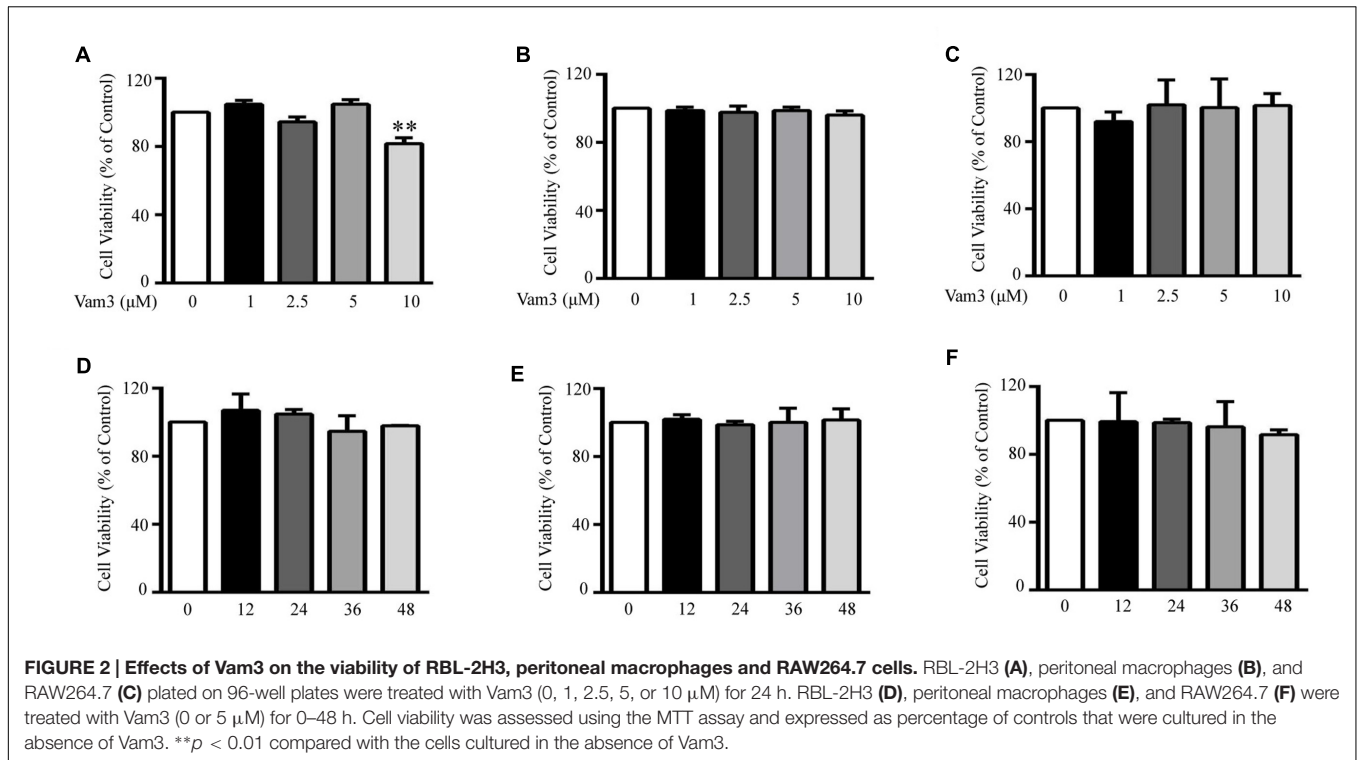 A
Cell Viability (% of Control)
120
80
40
0
**
Vam3 (μM) 0 1 2.5 5 10
B
Cell Viability (% of Control)
120
80
40
0
Vam3 (μM) 0 1 2.5 5 10
C
Cell Viability (% of Control)
120
80
40
0
Vam3 (μM) 0 1 2.5 5 10
D
Cell Viability (% of Control)
120
80
40
0
0 12 24 36 48
E
Cell Viability (% of Control)
120
80
40
0
0 12 24 36 48
F
Cell Viability (% of Control)
120
80
40
0
0 12 24 36 48
FIGURE 2 | Effects of Vam3 on the viability of RBL-2H3, peritoneal macrophages and RAW264.7 cells. RBL-2H3 (A), peritoneal macrophages (B), and
RAW264.7 (C) plated on 96-well plates were treated with Vam3 (0, 1, 2.5, 5, or 10 μM) for 24 h. RBL-2H3 (D), peritoneal macrophages (E), and RAW264.7 (F) were
treated with Vam3 (0 or 5 μM) for 0–48 h. Cell viability was assessed using the MTT assay and expressed as percentage of controls that were cultured in the
absence of Vam3. **p < 0.01 compared with the cells cultured in the absence of Vam3.